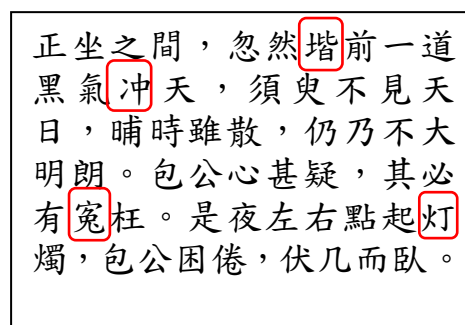 正坐之間，忽然堦前一道
黑氣冲天，須臾不見天
日，晡時雖散，仍乃不大
明朗。包公心甚疑，其必
有寃枉。是夜左右點起灯
燭，包公困倦，伏几而臥。